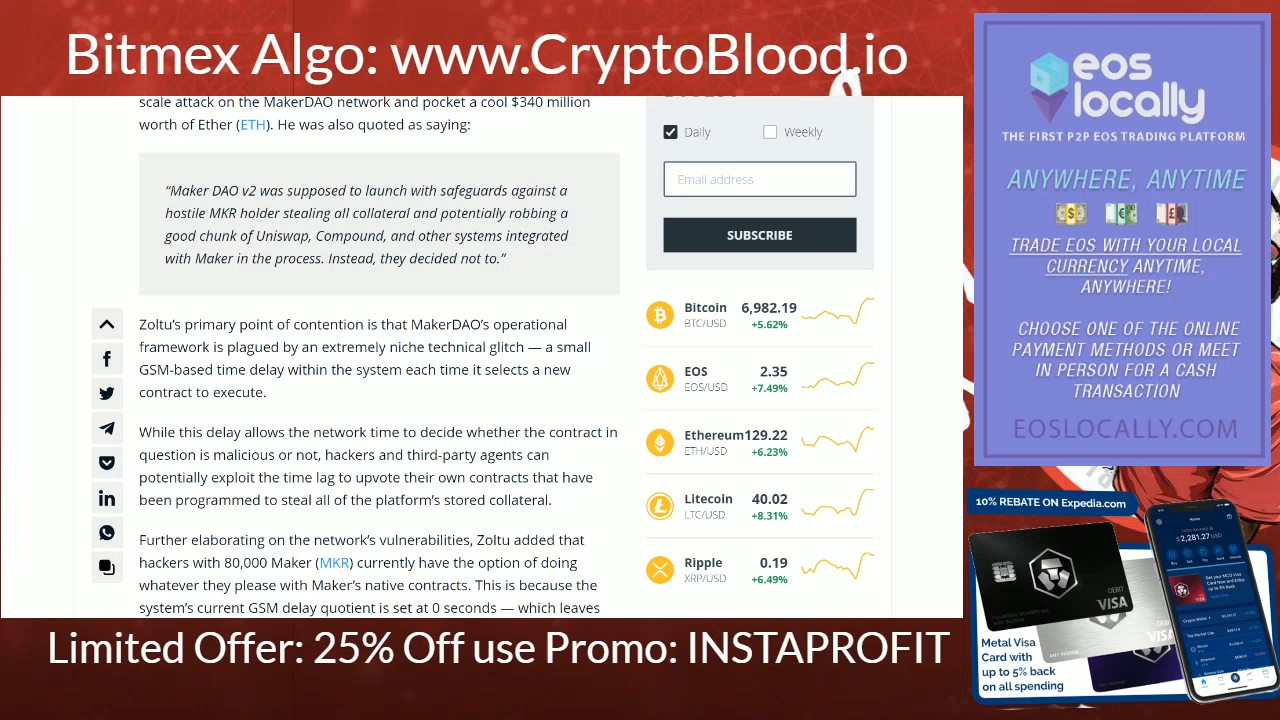 Bitmex Algo: www.CryptoBlood.io
scale attack on the MakerDAO network and pocket a cool $340 million
worth of Ether (ETH). He was also quoted as saying:
“Maker DAO v2 was supposed to launch with safeguards against a
hostile MKR holder stealing all collateral and potentially robbing a
good chunk of Uniswap, Compound, and other systems integrated
with Maker in the process. Instead, they decided not to.”
Zoltu’s primary point of contention is that MakerDAO’s operational
framework is plagued by an extremely niche technical glitch — a small
GSM-based time delay within the system each time it selects a new
contract to execute.
While this delay allows the network time to decide whether the contract in
question is malicious or not, hackers and third-party agents can
potentially exploit the time lag to upvote their own contracts that have
been programmed to steal all of the platform’s stored collateral.
Further elaborating on the network’s vulnerabilities, Zoltu added that
hackers with 80,000 Maker (MKR) currently have the option of doing
whatever they please with Maker’s native contracts. This is because the
system’s current GSM delay quotient is set at 0 seconds — which leaves
Daily Weekly
Email address
SUBSCRIBE
Bitcoin 6,982.19
BTC/USD +5.62%
EOS 2.35
EOS/USD +7.49%
Ethereum 129.22
ETH/USD +6.23%
Litecoin 40.02
LTC/USD +8.31%
Ripple 0.19
XRP/USD +6.49%
Limited Offer: 25% Off use Promo: INSTAPROFIT
eos
locally
THE FIRST P2P EOS TRADING PLATFORM
ANYWHERE, ANYTIME
TRADE EOS WITH YOUR LOCAL
CURRENCY ANYTIME,
ANYWHERE!
CHOOSE ONE OF THE ONLINE
PAYMENT METHODS OR MEET
IN PERSON FOR A CASH
TRANSACTION
EOSLOCALLY.COM
10% REBATE ON Expedia.com
$2,281.27 USD
DEBIT
VISA
Metal Visa
Card with
up to 5% back
on all spending